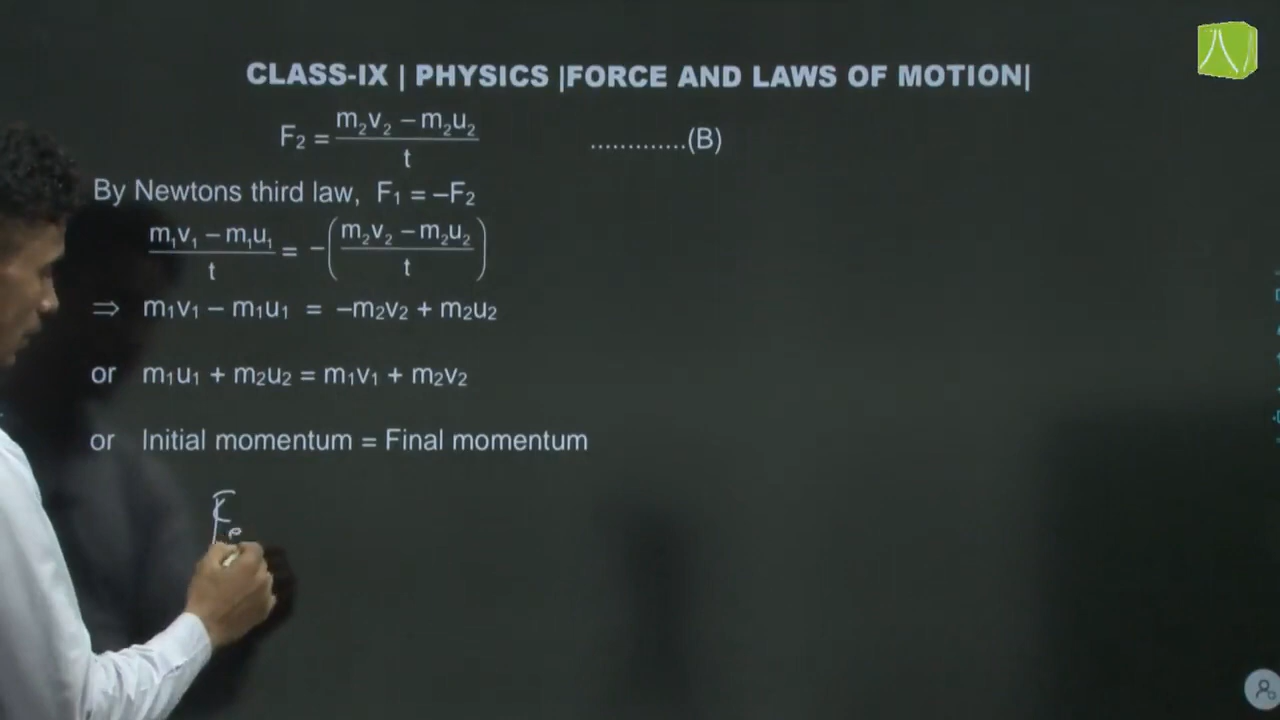 CLASS-IX | PHYSICS |FORCE AND LAWS OF MOTION|
F₂ = (m₂v₂ – m₂u₂)/t .............(B)
By Newtons third law, F₁ = –F₂
(m₁v₁ – m₁u₁)/t = –((m₂v₂ – m₂u₂)/t)
⇒ m₁v₁ – m₁u₁ = –m₂v₂ + m₂u₂
or m₁u₁ + m₂u₂ = m₁v₁ + m₂v₂
or Initial momentum = Final momentum
F